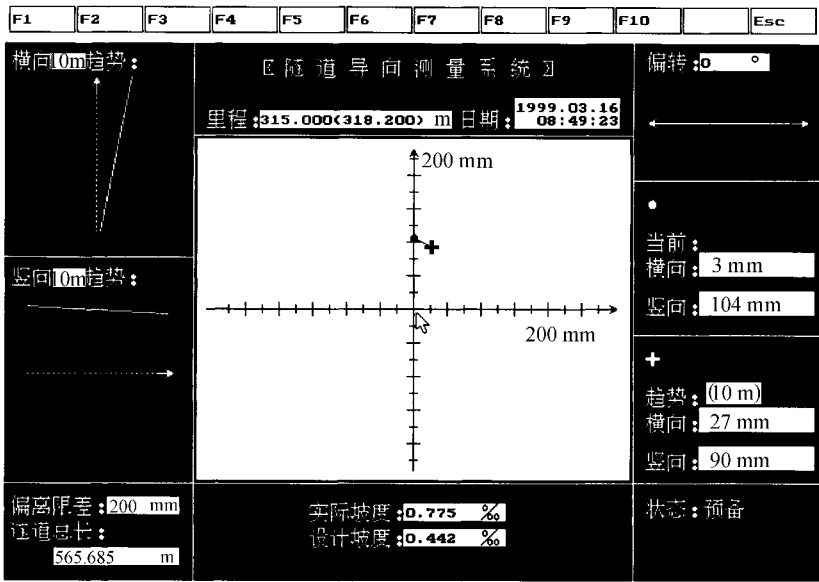 F1 F2 F3 F4 F5 F6 F7 F8 F9 F10 Esc
横向10m趋势:
【隧道导向测量系统】
里程:315.000(318.200) m 日期: 1999.03.16
08:49:23
偏转:0 °
200 mm
200 mm
竖向10m趋势:
当前:
横向: 3 mm
竖向: 104 mm
趋势: (10 m)
横向: 27 mm
竖向: 90 mm
偏离限差:200 mm
隧道总长:
565.685 m
实际坡度:0.775 ‰
设计坡度:0.442 ‰
状态:预备